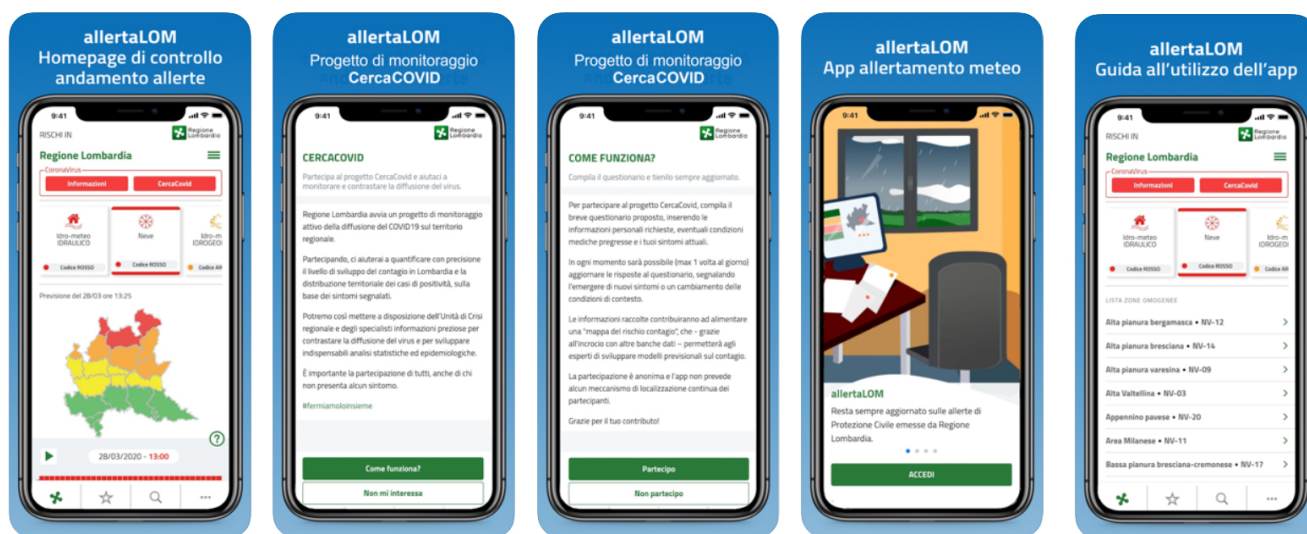 allertaLOM
Homepage di controllo
andamento allerte
9:41
RISCHI IN
Regione
Lombardia
Regione Lombardia
CoronaVirus
Informazioni
CercaCovid
Idro-meteo
IDRAULICO
Neve
Idro-m
IDROGEOL
Codice ROSSO
Codice ROSSO
Codice AR
Previsione del 28/03 ore 13:25
?
28/03/2020 - 13:00
allertaLOM
Progetto di monitoraggio
CercaCOVID
9:41
Regione
Lombardia
CERCACOVID
Partecipa al progetto CercaCovid e aiutaci a
monitorare e contrastare la diffusione del virus.
Regione Lombardia avvia un progetto di monitoraggio
attivo della diffusione del COVID19 sul territorio
regionale.
Partecipando, ci aiuterai a quantificare con precisione
il livello di sviluppo del contagio in Lombardia e la
distribuzione territoriale dei casi di positività, sulla
base dei sintomi segnalati.
Potremo così mettere a disposizione dell'Unità di Crisi
regionale e degli specialisti informazioni preziose per
contrastare la diffusione del virus e per sviluppare
indispensabili analisi statistiche ed epidemiologiche.
È importante la partecipazione di tutti, anche di chi
non presenta alcun sintomo.
#fermiamoloinsieme
Come funziona?
Non mi interessa
allertaLOM
Progetto di monitoraggio
CercaCOVID
9:41
Regione
Lombardia
COME FUNZIONA?
Compila il questionario e tienilo sempre aggiornato.
Per partecipare al progetto CercaCovid, compila il
breve questionario proposto, inserendo le
informazioni personali richieste, eventuali condizioni
mediche pregresse e i tuoi sintomi attuali.
In ogni momento sarà possibile (max 1 volta al giorno)
aggiornare le risposte al questionario, segnalando
l'emergere di nuovi sintomi o un cambiamento delle
condizioni di contesto.
Le informazioni raccolte contribuiranno ad alimentare
una "mappa del rischio contagio", che - grazie
all'incrocio con altre banche dati – permetterà agli
esperti di sviluppare modelli previsionali sul contagio.
La partecipazione è anonima e l'app non prevede
alcun meccanismo di localizzazione continua dei
partecipanti.
Grazie per il tuo contributo!
Partecipo
Non partecipo
allertaLOM
App allertamento meteo
9:41
allertaLOM
Resta sempre aggiornato sulle allerte di
Protezione Civile emesse da Regione
Lombardia.
ACCEDI
allertaLOM
Guida all'utilizzo dell'app
9:41
RISCHI IN
Regione
Lombardia
Regione Lombardia
CoronaVirus
Informazioni
CercaCovid
Idro-meteo
IDRAULICO
Neve
Idro-m
IDROGEOL
Codice ROSSO
Codice ROSSO
Codice AR
LISTA ZONE OMOGENEE
Alta pianura bergamasca • NV-12
Alta pianura bresciana • NV-14
Alta pianura varesina • NV-09
Alta Valtellina • NV-03
Appennino pavese • NV-20
Area Milanese • NV-11
Bassa pianura bresciana-cremonese • NV-17